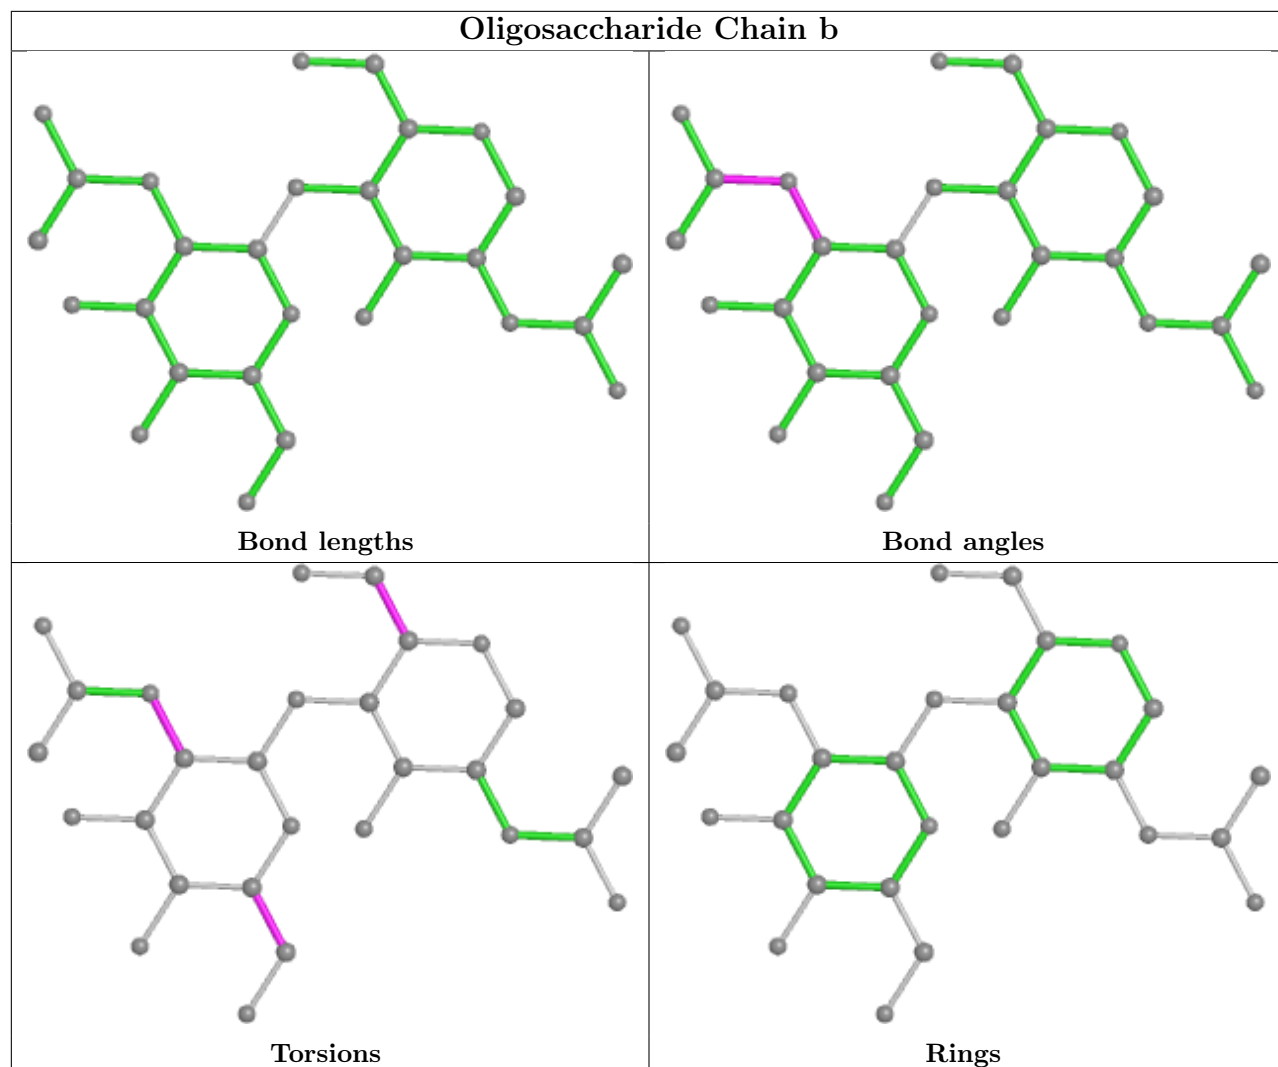 Oligosaccharide Chain b
Bond lengths
Bond angles
Torsions
Rings